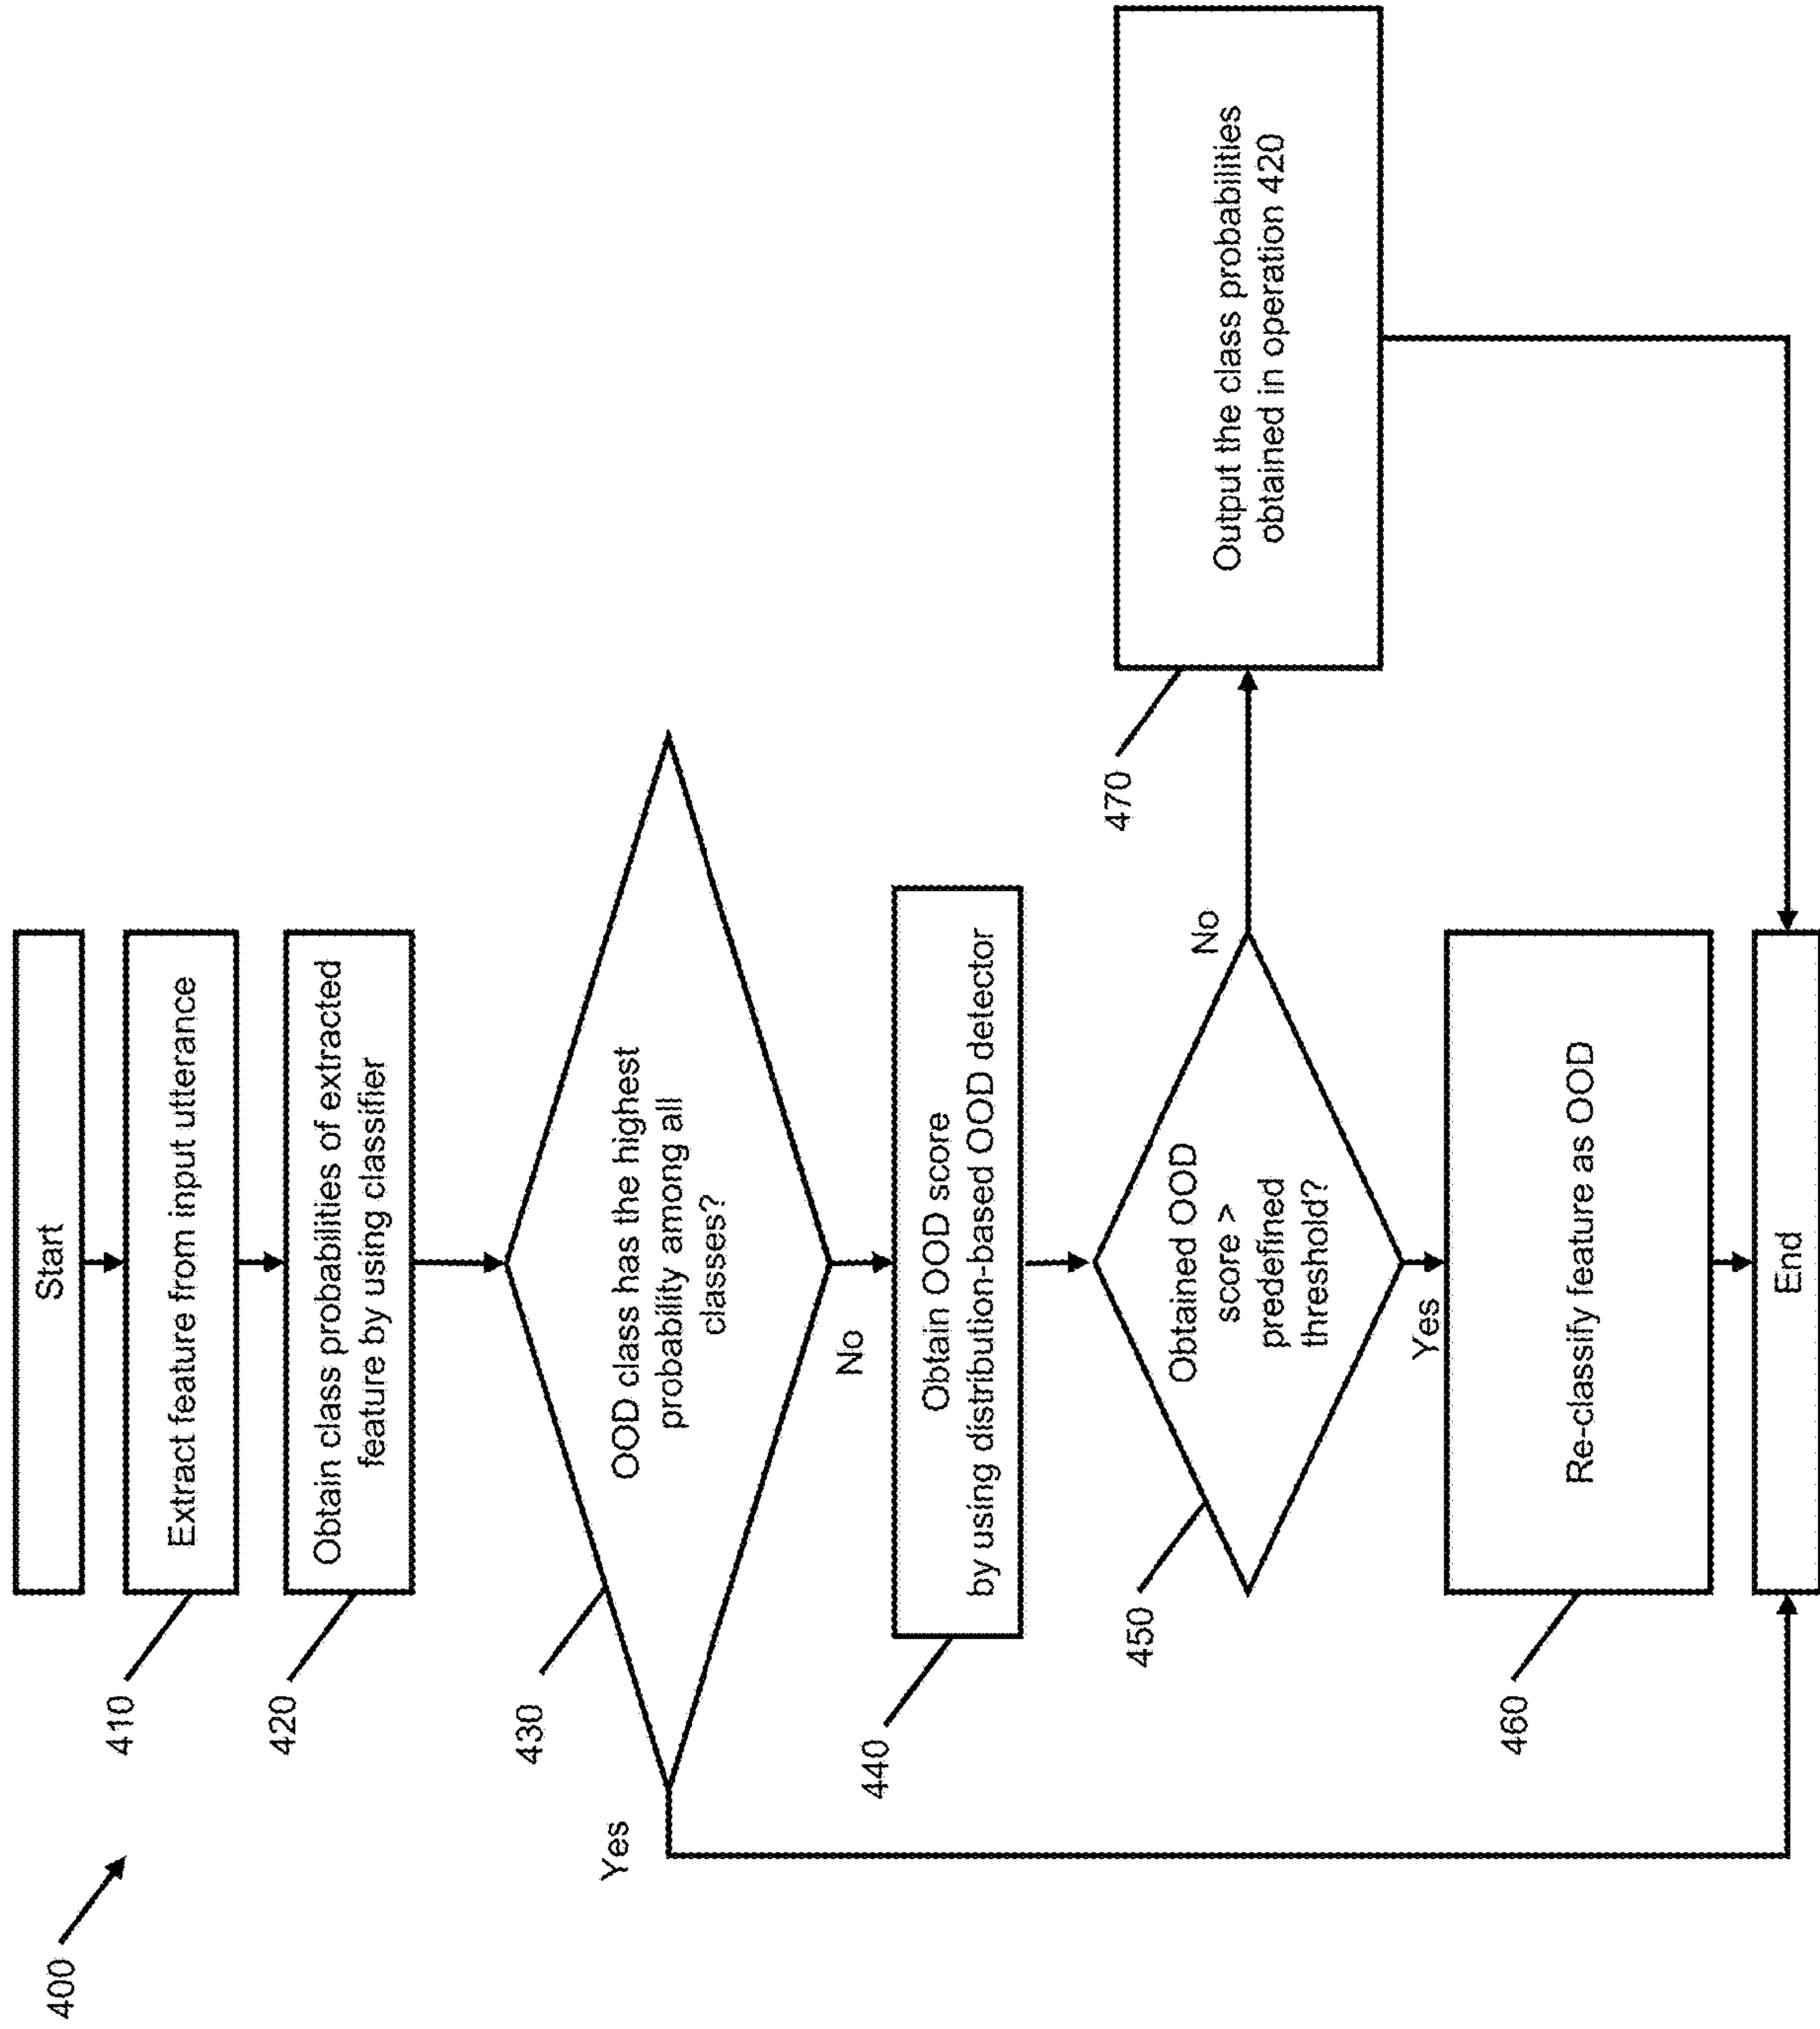 400
Start
410
Extract feature from input utterance
420
Obtain class probabilities of extracted
feature by using classifier
430
OOD class has the highest
probability among all
classes?
Yes
No
440
Obtain OOD score
by using distribution-based OOD detector
450
Obtained OOD
score >
predefined
threshold?
No
Yes
470
Output the class probabilities
obtained in operation 420
460
Re-classify feature as OOD
End